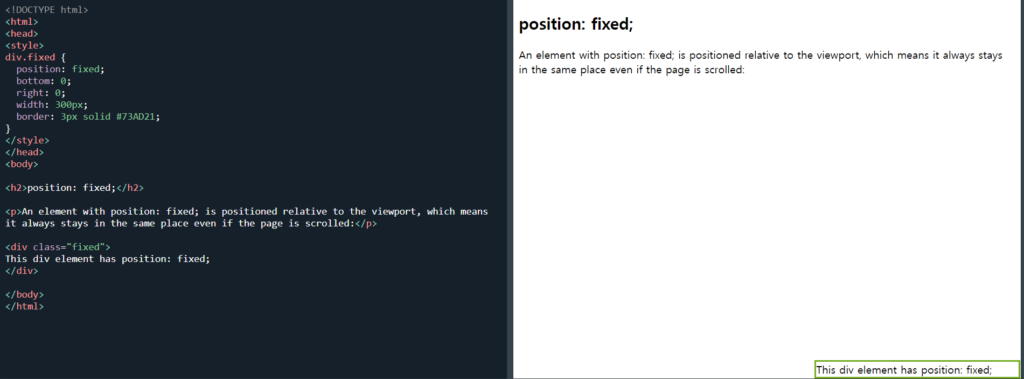 <!DOCTYPE html>
<html>
<head>
<style>
div.fixed {
  position: fixed;
  bottom: 0;
  right: 0;
  width: 300px;
  border: 3px solid #73AD21;
}
</style>
</head>
<body>

<h2>position: fixed;</h2>

<p>An element with position: fixed; is positioned relative to the viewport, which means
it always stays in the same place even if the page is scrolled:</p>

<div class="fixed">
This div element has position: fixed;
</div>

</body>
</html>
position: fixed;
An element with position: fixed; is positioned relative to the viewport, which means it always stays
in the same place even if the page is scrolled:
This div element has position: fixed;